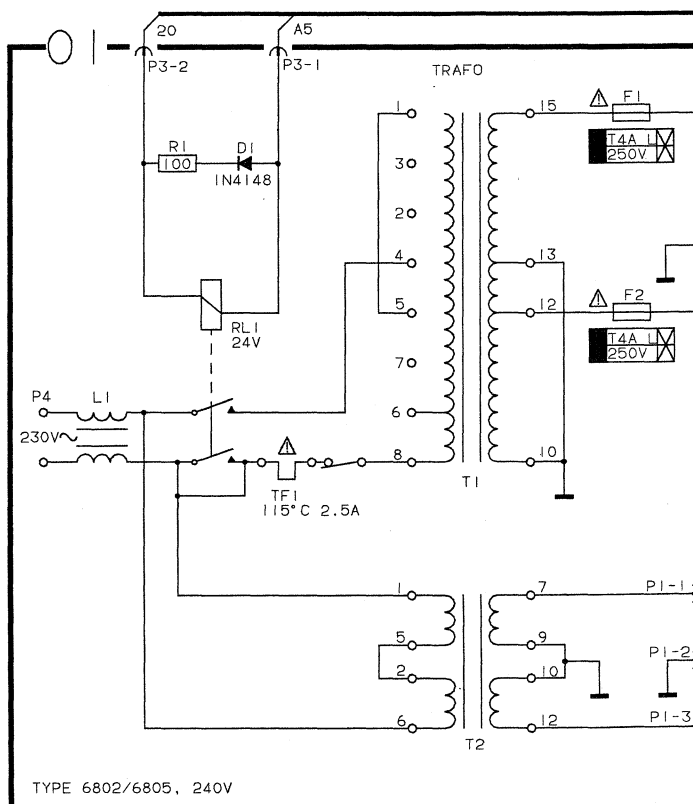 20 A5
P3-2 P3-1
TRAFO
1 15 F1
T4A L
250V
R1 D1
100
1N4148
3
2
4 13
5 12 F2
T4A L
250V
RL1
24V
7
P4 L1
6
230V~
8 10
TF1
115°C 2.5A
T1
1 7 P1-1
5 9
2 10 P1-2
6 12 P1-3
T2
TYPE 6802/6805, 240V